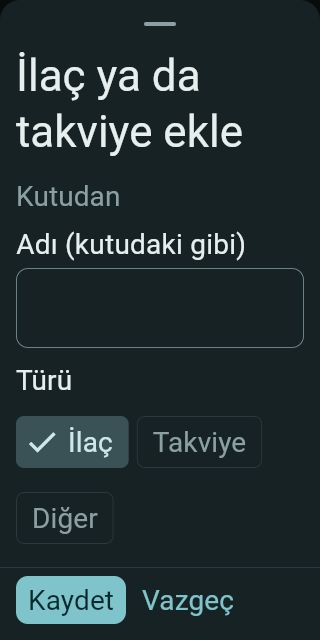 İlaç ya da
takviye ekle
Kutudan
Adı (kutudaki gibi)
Türü
İlaç Takviye
Diğer
Kaydet Vazgeç